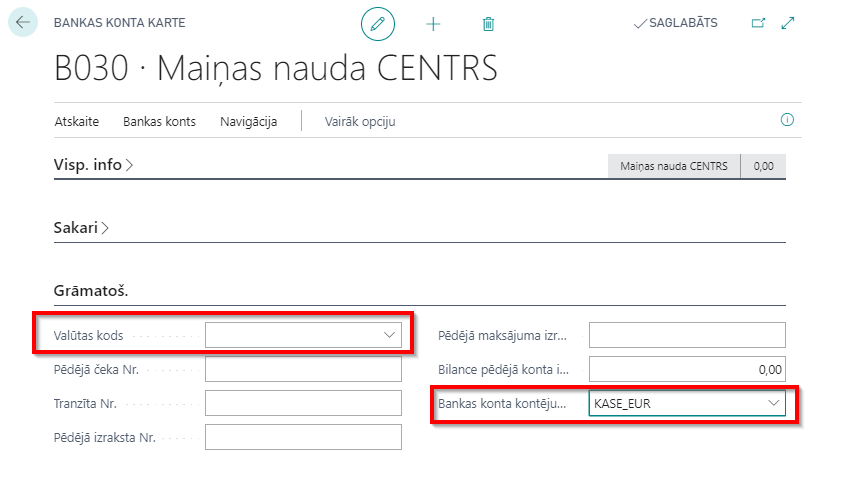 BANKAS KONTA KARTE
SAGLABĀTS
B030 · Maiņas nauda CENTRS
Atskaite Bankas konts Navigācija Vairāk opciju
Visp. info
Maiņas nauda CENTRS 0,00
Sakari
Grāmatoš.
Valūtas kods
Pēdējā maksājuma izr...
Pēdējā čeka Nr.
Bilance pēdējā konta i... 0,00
Tranzīta Nr.
Bankas konta kontēju... KASE_EUR
Pēdējā izraksta Nr.